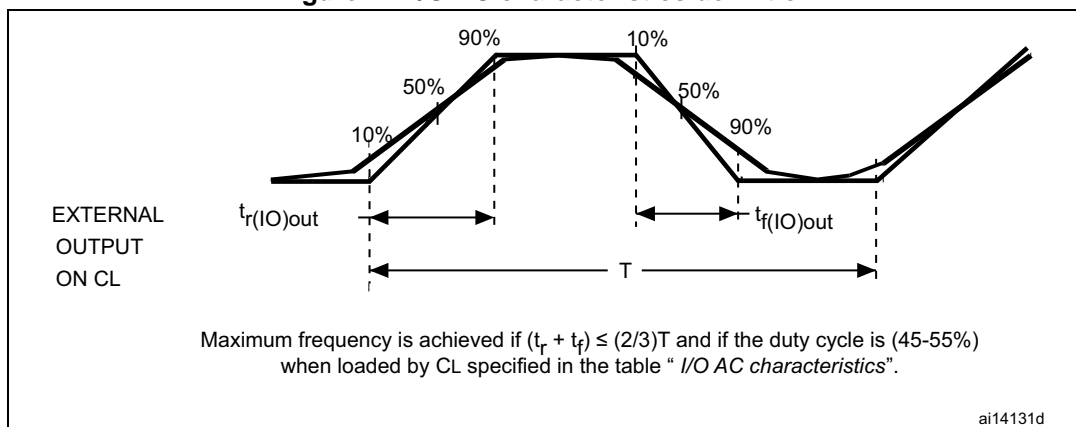 90%
10%
50%
50%
10%
90%
EXTERNAL
OUTPUT
ON CL
tr(IO)out
tf(IO)out
T
Maximum frequency is achieved if (tr + tf) ≤ (2/3)T and if the duty cycle is (45-55%)
when loaded by CL specified in the table “ I/O AC characteristics”.
ai14131d